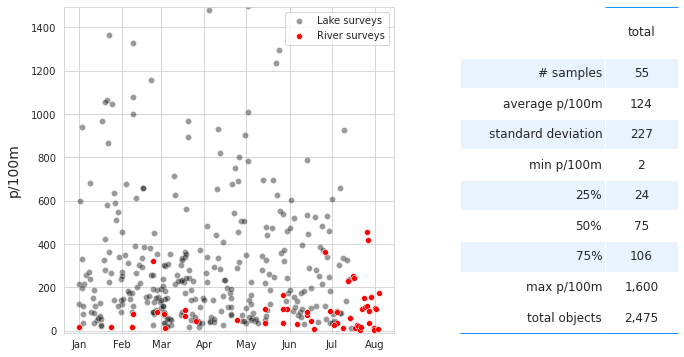 p/100m
1400
1200
1000
800
600
400
200
0
Jan Feb Mar Apr May Jun Jul Aug
Lake surveys
River surveys
total
# samples 55
average p/100m 124
standard deviation 227
min p/100m 2
25% 24
50% 75
75% 106
max p/100m 1,600
total objects 2,475